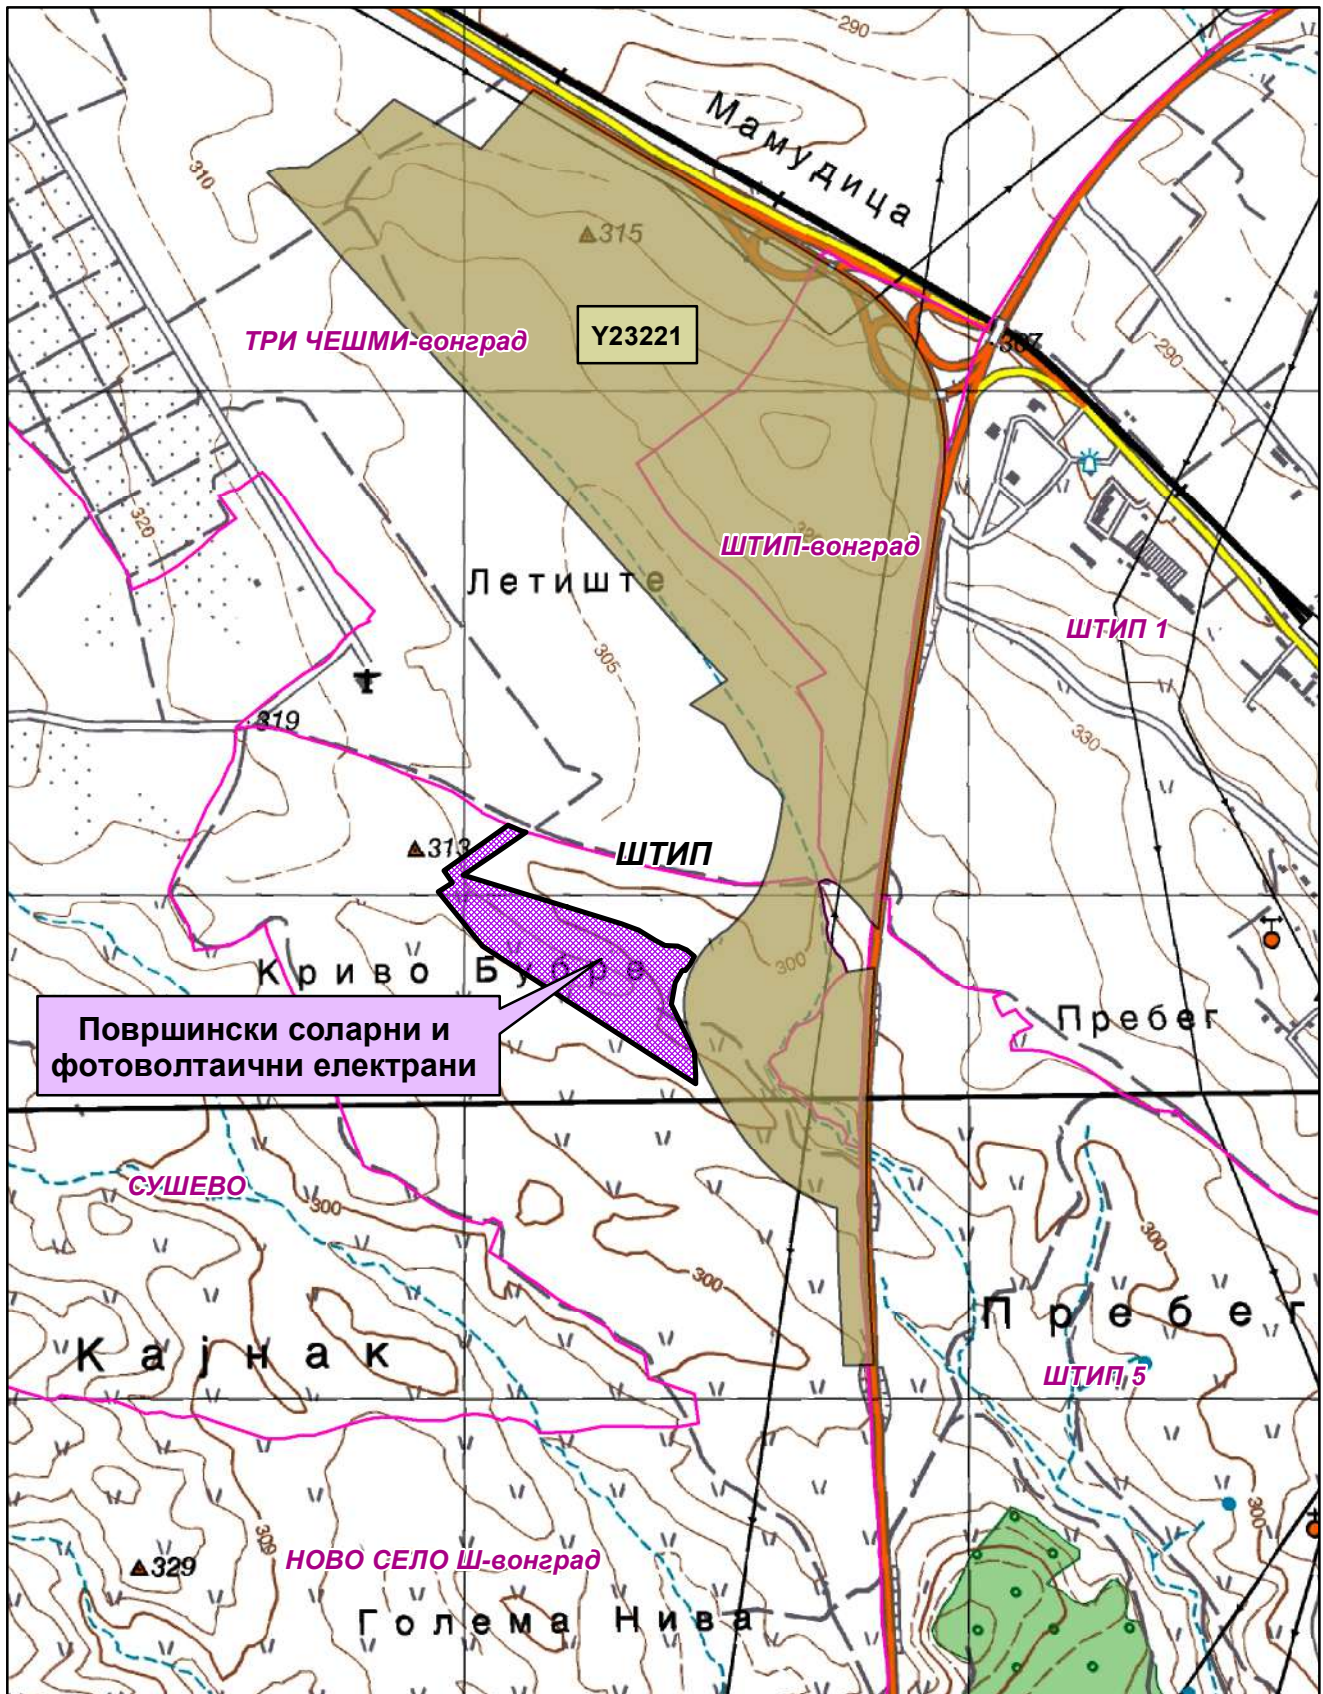 290
Мамудица
310
315
ТРИ ЧЕШМИ-вонград
Y23221
307
290
320
ШТИП-вонград
Летиште
ШТИП 1
305
319
330
313
ШТИП
Криво Бубре
300
Површински соларни и
фотоволтаични електрани
Пребег
СУШЕВО
300
300
300
Пребег
Кајнак
ШТИП 5
300
309
329
НОВО СЕЛО Ш-вонград
Голема Нива